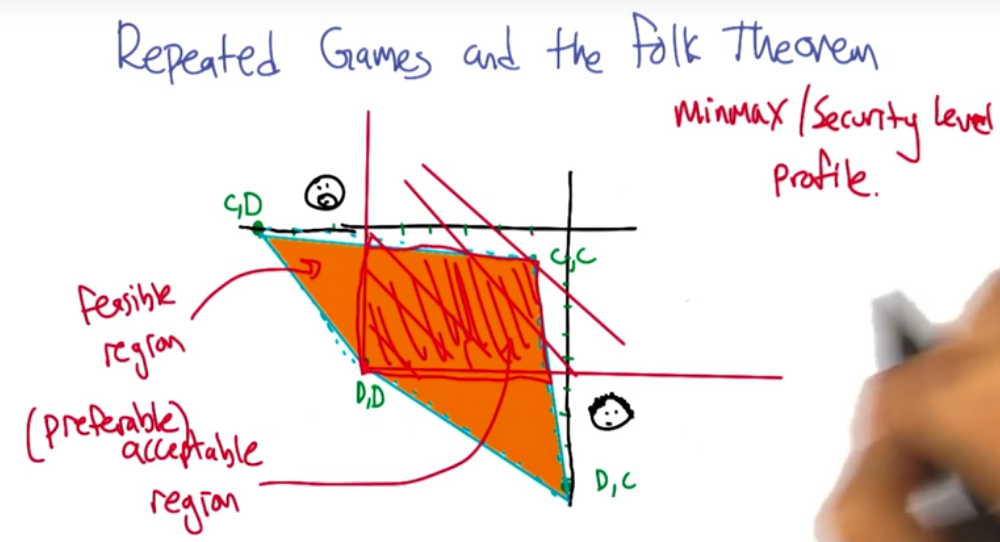 Repeated Games and the Folk Theorem
minmax/Security Level
profile.
C,D
C,C
feasible
region
D,D
(preferable)
acceptable
region
D,C